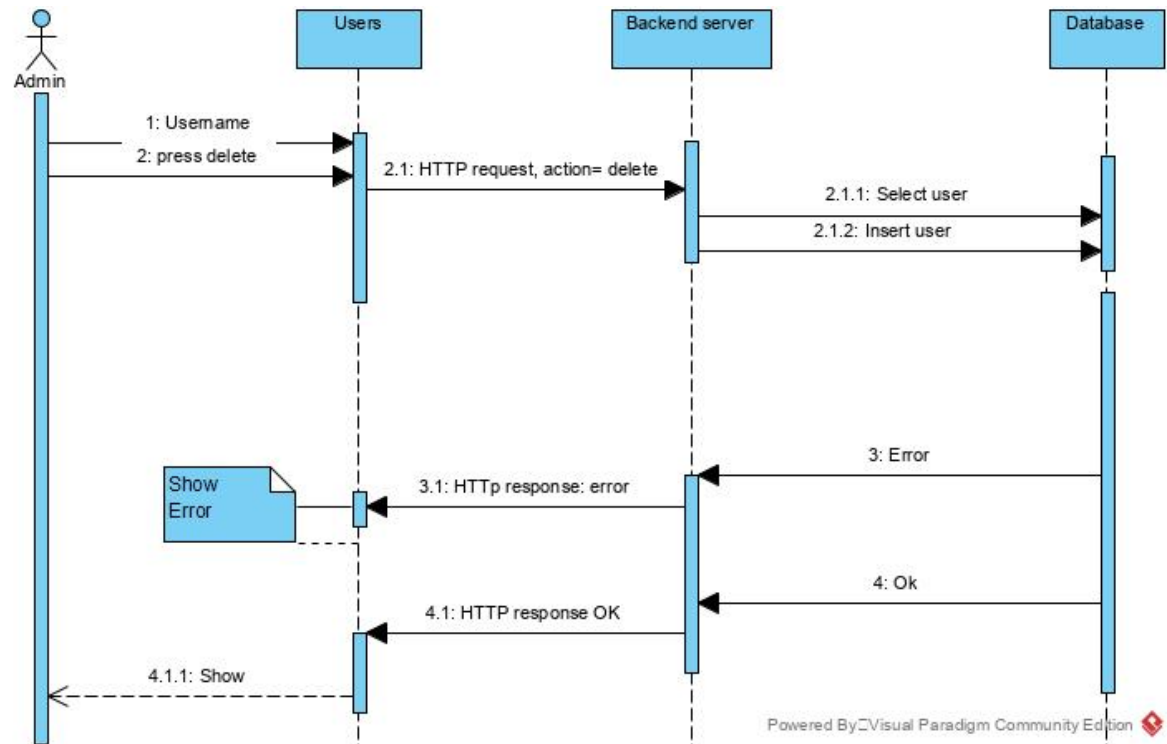 Users
Backend server
Database
Admin
1: Username
2: press delete
2.1: HTTP request, action= delete
2.1.1: Select user
2.1.2: Insert user
3: Error
Show
Error
3.1: HTTp response: error
4: Ok
4.1: HTTP response OK
4.1.1: Show
Powered By Visual Paradigm Community Edition